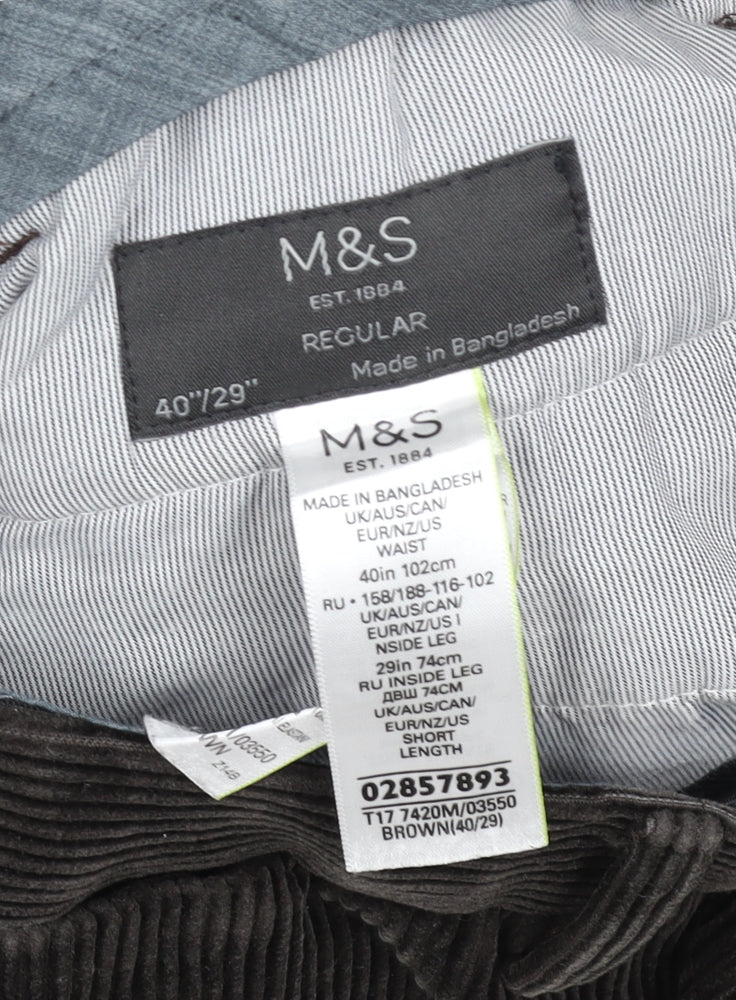 M&S
EST. 1884
REGULAR
Made in Bangladesh
40"/29"
M&S
EST. 1884
MADE IN BANGLADESH
UK/AUS/CAN/
EUR/NZ/US
WAIST
40in 102cm
RU • 158/188-116-102
UK/AUS/CAN/
EUR/NZ/US I
NSIDE LEG
29in 74cm
RU INSIDE LEG
ДВШ 74CM
UK/AUS/CAN/
EUR/NZ/US
SHORT
LENGTH
02857893
T17 7420M/03550
BROWN(40/29)
R
/03550
Z14B